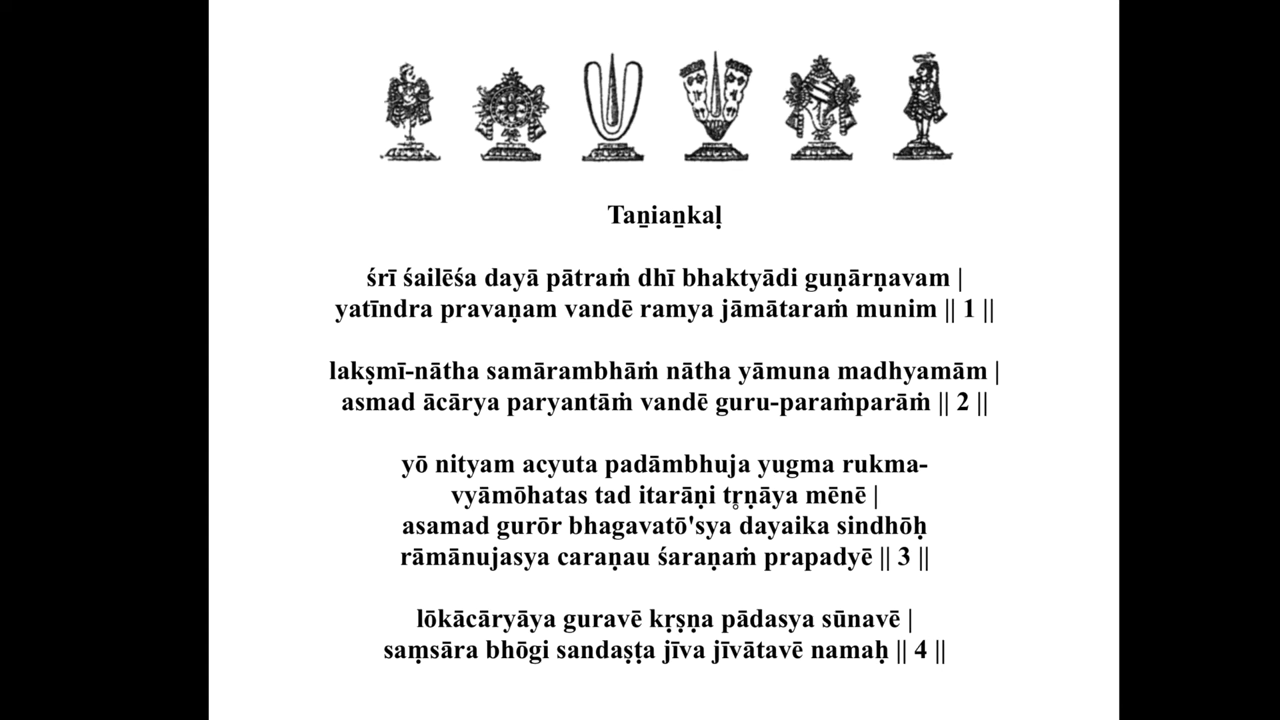 Taṉiaṉkaḷ
śrī śailēśa dayā pātraṁ dhī bhaktyādi guṇārṇavam |
yatīndra pravaṇam vandē ramya jāmātaraṁ munim || 1 ||
lakṣmī-nātha samārambhāṁ nātha yāmuna madhyamām |
asmad ācārya paryantāṁ vandē guru-paraṁparāṁ || 2 ||
yō nityam acyuta padāmbhuja yugma rukma-
vyāmōhatas tad itarāṇi tr̥ṇāya mēnē |
asamad gurōr bhagavatō'sya dayaika sindhōḥ
rāmānujasya caraṇau śaraṇaṁ prapadyē || 3 ||
lōkācāryāya guravē kṛṣṇa pādasya sūnavē |
saṃsāra bhōgi sandaṣṭa jīva jīvātavē namaḥ || 4 ||